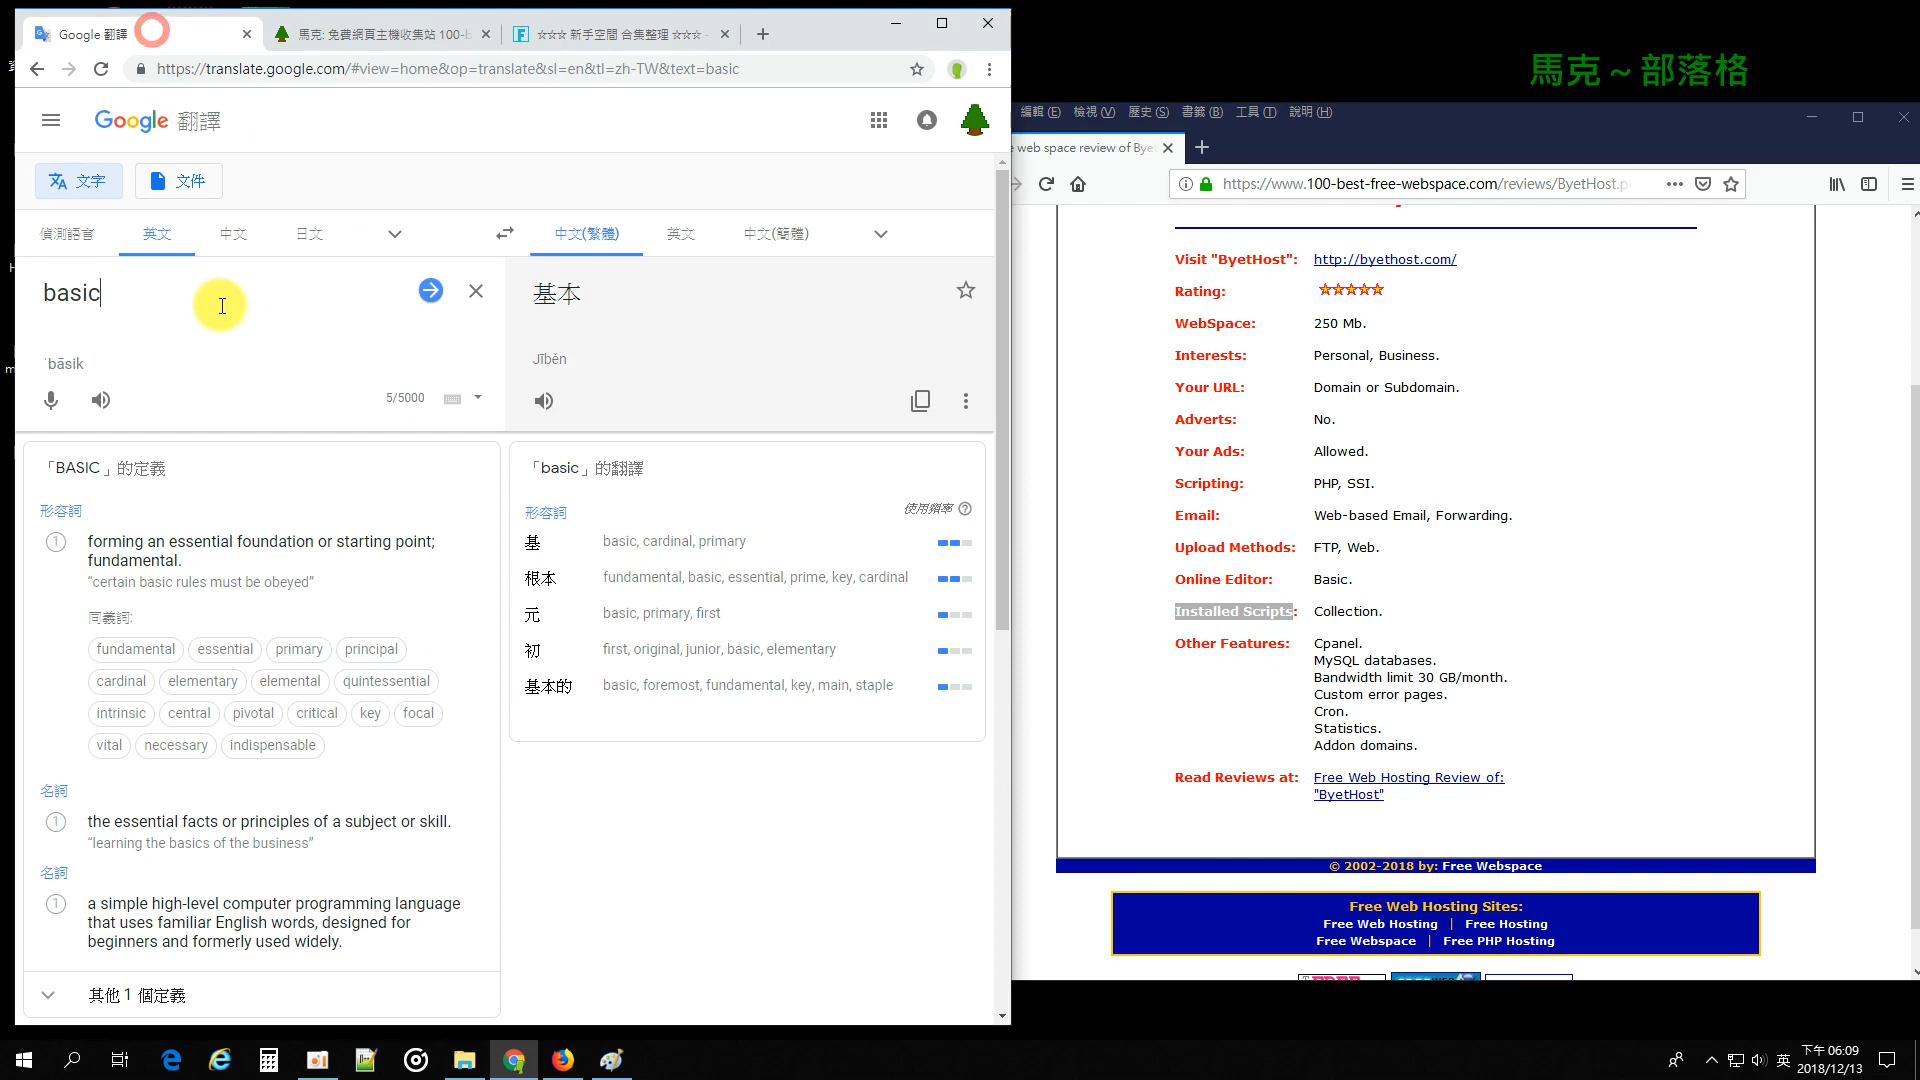 Google 翻譯
馬克: 免費網頁主機收集站 100-b
☆☆☆ 新手空間 合集整理 ☆☆☆ -
https://translate.google.com/#view=home&op=translate&sl=en&tl=zh-TW&text=basic
Google 翻譯
文字
文件
偵測語言
英文
中文
日文
中文(繁體)
英文
中文(簡體)
basic
基本
ˈbāsik
Jīběn
5/5000
「BASIC」的定義
形容詞
1 forming an essential foundation or starting point;
fundamental.
“certain basic rules must be obeyed”
同義詞:
fundamental essential primary principal
cardinal elementary elemental quintessential
intrinsic central pivotal critical key focal
vital necessary indispensable
名詞
1 the essential facts or principles of a subject or skill.
“learning the basics of the business”
名詞
1 a simple high-level computer programming language
that uses familiar English words, designed for
beginners and formerly used widely.
其他 1 個定義
「basic」的翻譯
形容詞 使用頻率
基 basic, cardinal, primary
根本 fundamental, basic, essential, prime, key, cardinal
元 basic, primary, first
初 first, original, junior, basic, elementary
基本的 basic, foremost, fundamental, key, main, staple
馬克～部落格
編輯(E) 檢視(V) 歷史(S) 書籤(B) 工具(T) 說明(H)
e web space review of Bye
https://www.100-best-free-webspace.com/reviews/ByetHost.p
Visit "ByetHost": http://byethost.com/
Rating:
WebSpace: 250 Mb.
Interests: Personal, Business.
Your URL: Domain or Subdomain.
Adverts: No.
Your Ads: Allowed.
Scripting: PHP, SSI.
Email: Web-based Email, Forwarding.
Upload Methods: FTP, Web.
Online Editor: Basic.
Installed Scripts: Collection.
Other Features: Cpanel.
MySQL databases.
Bandwidth limit 30 GB/month.
Custom error pages.
Cron.
Statistics.
Addon domains.
Read Reviews at: Free Web Hosting Review of:
"ByetHost"
© 2002-2018 by: Free Webspace
Free Web Hosting Sites:
Free Web Hosting | Free Hosting
Free Webspace | Free PHP Hosting
英
下午 06:09
2018/12/13